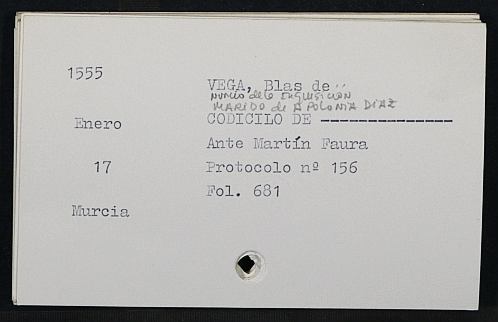 1555
VEGA, Blas de
nuncio de la Inquisición
MARIDO de APOLONIA DIAZ
Enero
CODICILO DE --------------
Ante Martín Faura
17
Protocolo nº 156
Fol. 681
Murcia